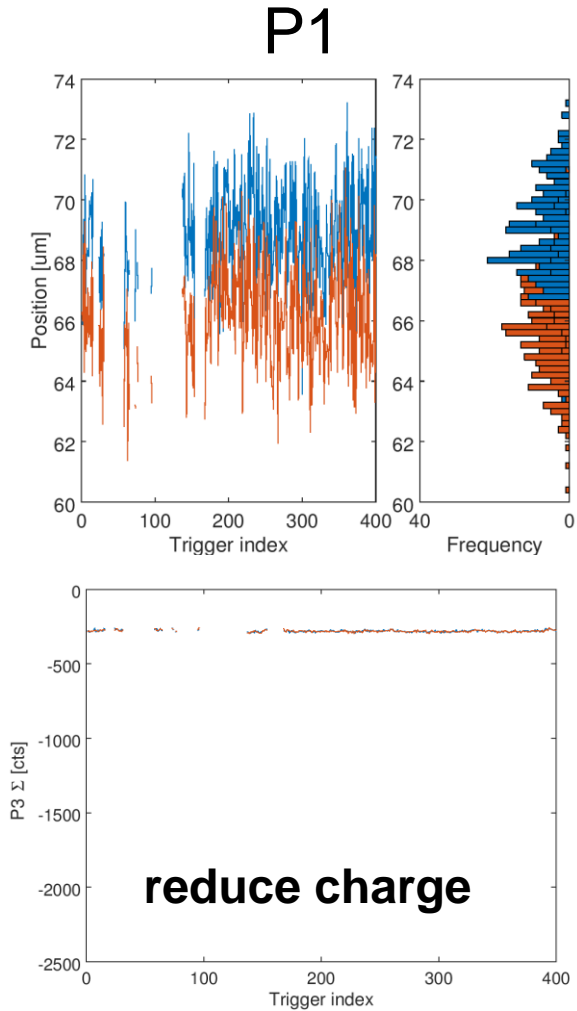 P1
74
72
70
68
66
64
62
60
Position [µm]
0 100 200 300 400
Trigger index
74
72
70
68
66
64
62
60
40 0
Frequency
0
-500
-1000
-1500
-2000
-2500
P3 Σ [cts]
reduce charge
0 100 200 300 400
Trigger index